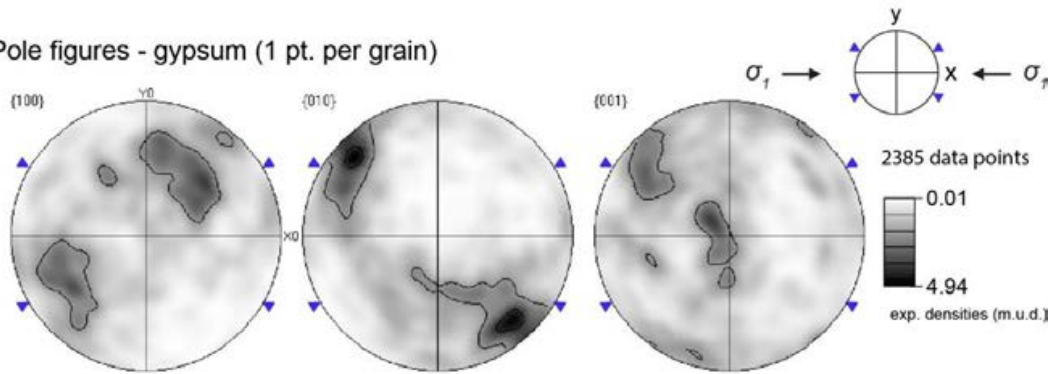 Pole figures - gypsum (1 pt. per grain)
y
σ₁
x
σ₁
{100}
Y0
{010}
{001}
2385 data points
0.01
X0
4.94
exp. densities (m.u.d.)